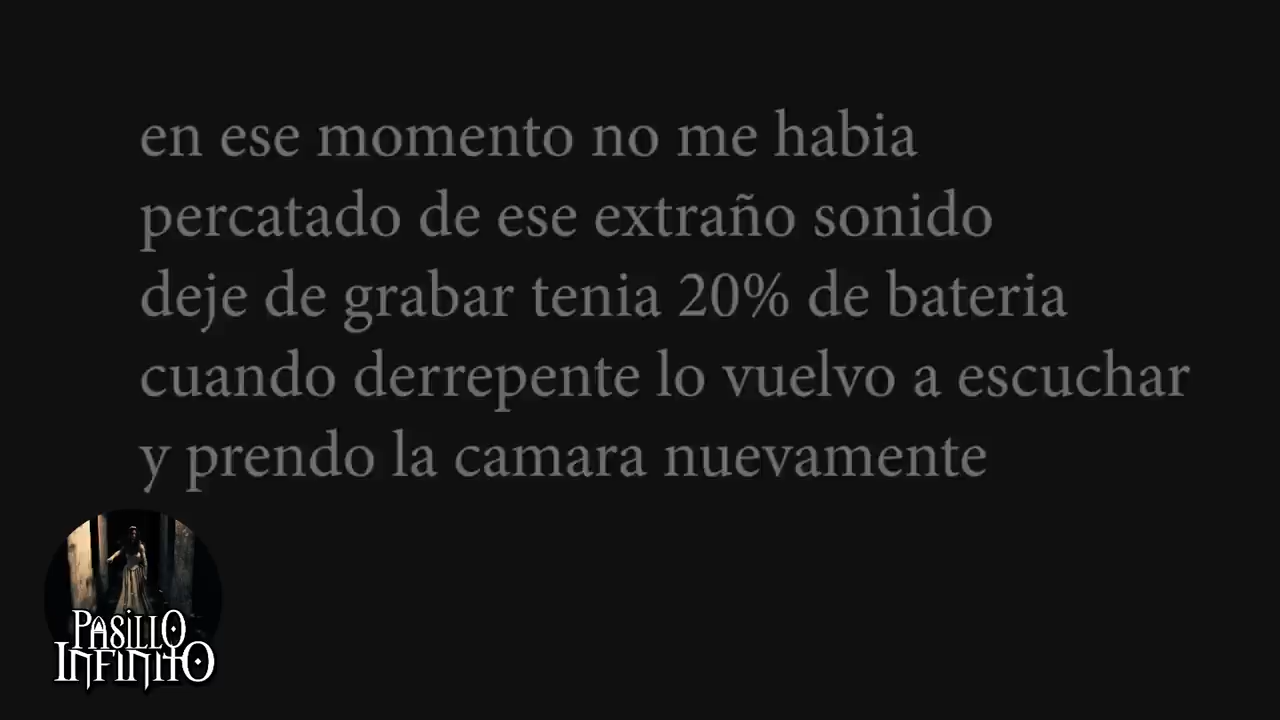 en ese momento no me habia
percatado de ese extraño sonido
deje de grabar tenia 20% de bateria
cuando derrepente lo vuelvo a escuchar
y prendo la camara nuevamente
PASILLO
INFINITO